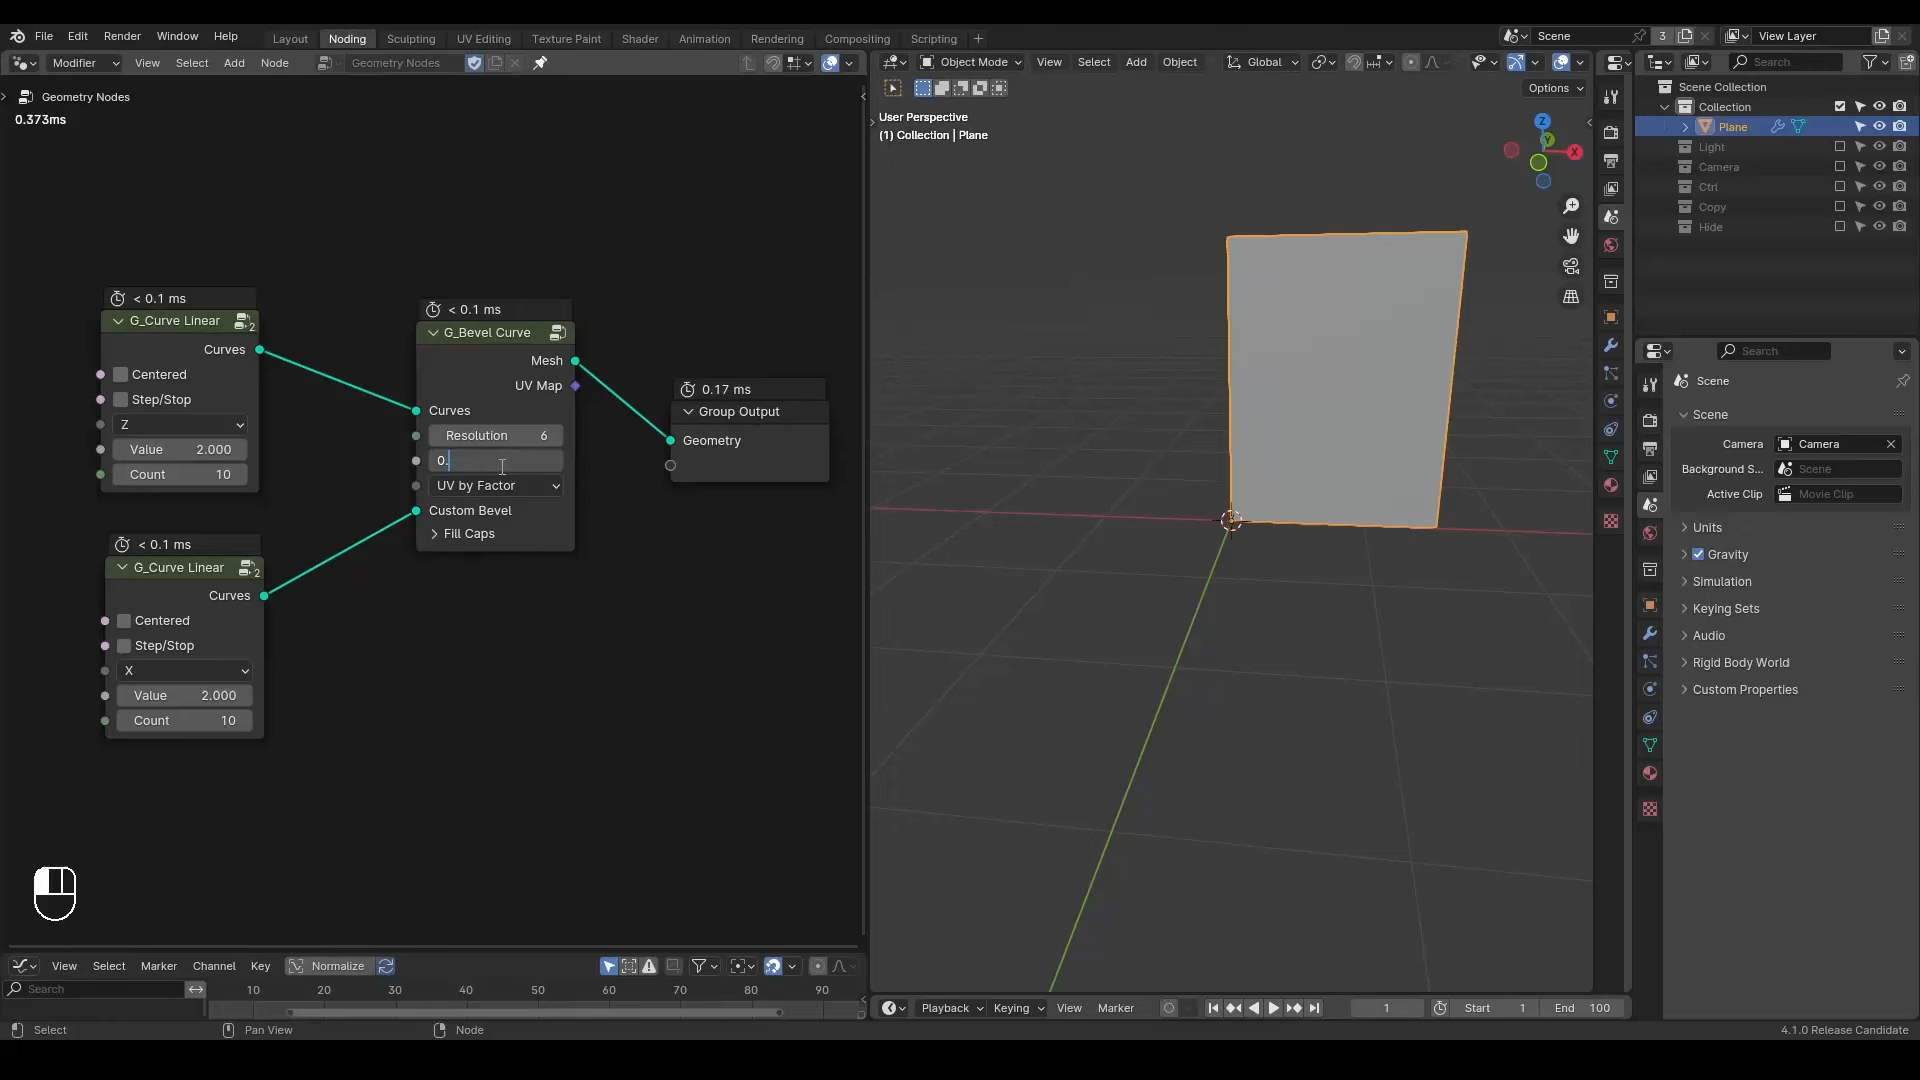 File Edit Render Window Help Layout Noding Sculpting UV Editing Texture Paint Shader Animation Rendering Compositing Scripting + Scene 3 View Layer
Modifier View Select Add Node Geometry Nodes
Object Mode View Select Add Object Global
Search
Options
Geometry Nodes
0.373ms
User Perspective
(1) Collection | Plane
Z
Y
X
Scene Collection
Collection
Plane
Light
Camera
Ctrl
Copy
Hide
< 0.1 ms
G_Curve Linear 2
Curves
Centered
Step/Stop
Z
Value 2.000
Count 10
< 0.1 ms
G_Bevel Curve
Mesh
UV Map
Curves
Resolution 6
0.
UV by Factor
Custom Bevel
Fill Caps
0.17 ms
Group Output
Geometry
< 0.1 ms
G_Curve Linear 2
Curves
Centered
Step/Stop
X
Value 2.000
Count 10
Search
Scene
Scene
Camera Camera
Background S... Scene
Active Clip Movie Clip
Units
Gravity
Simulation
Keying Sets
Audio
Rigid Body World
Custom Properties
View Select Marker Channel Key Normalize
Search
10 20 30 40 50 60 70 80 90
Playback Keying View Marker 1 Start 1 End 100
Select Pan View Node 4.1.0 Release Candidate